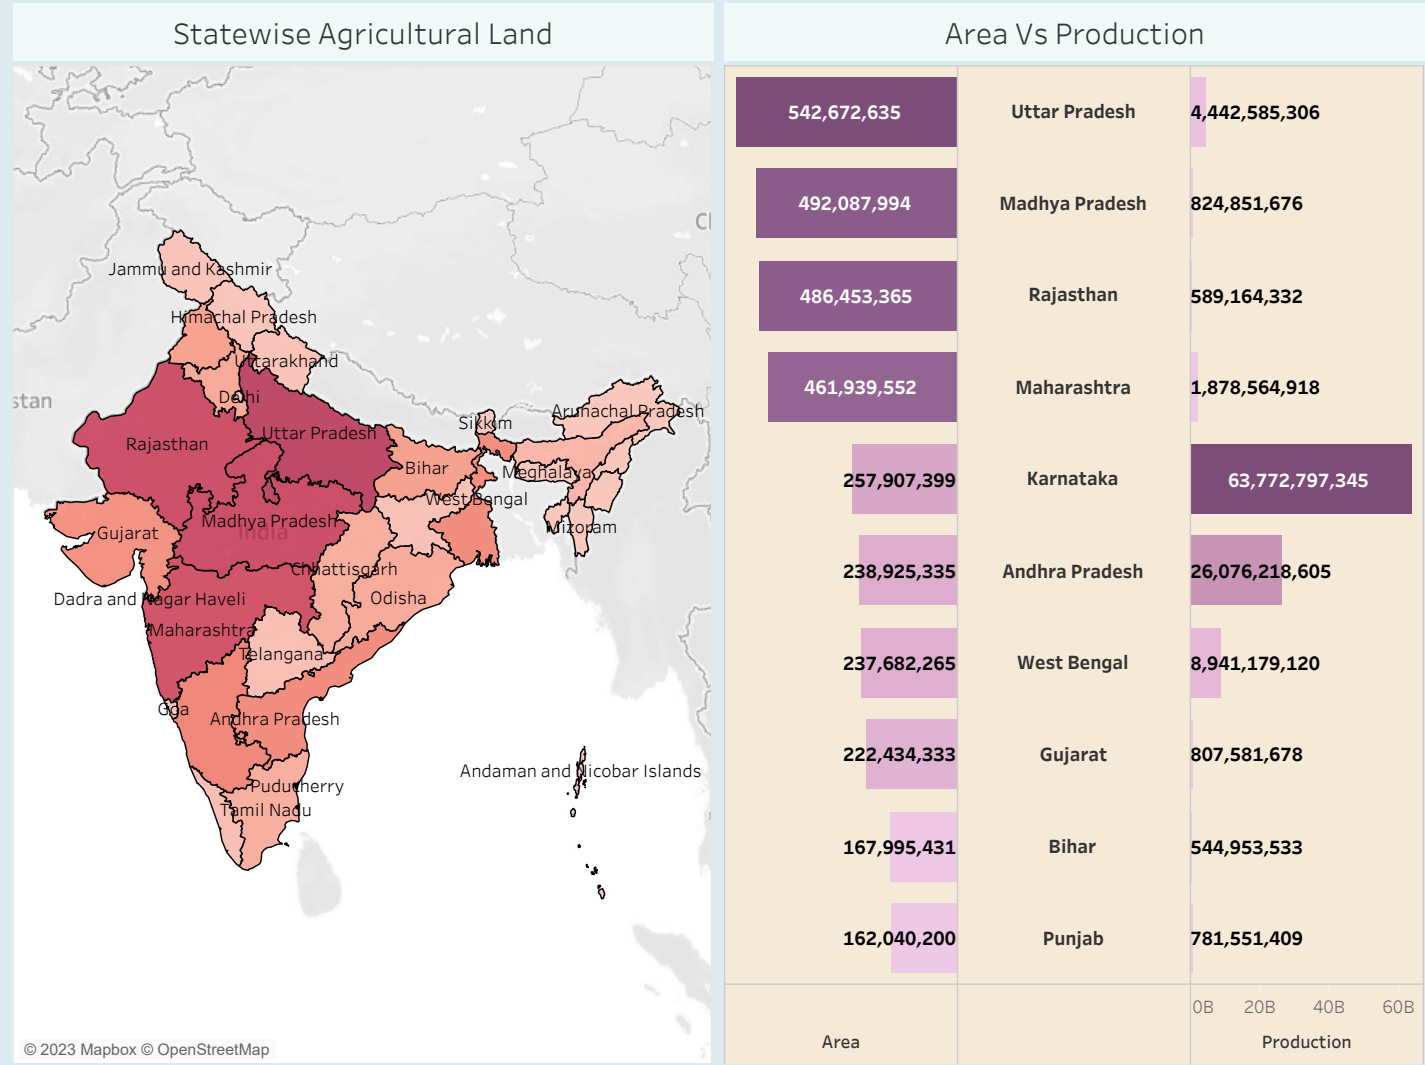 Statewise Agricultural Land
Jammu and Kashmir
Himachal Pradesh
Uttarakhand
stan
Delhi
Arunachal Pradesh
Sikkim
Uttar Pradesh
Rajasthan
Bihar
Meghalaya
West Bengal
Madhya Pradesh
Mizoram
Gujarat
India
Chhattisgarh
Dadra and Nagar Haveli
Odisha
Maharashtra
Telangana
Goa
Andhra Pradesh
Andaman and Nicobar Islands
Puducherry
Tamil Nadu
© 2023 Mapbox © OpenStreetMap
Area Vs Production
542,672,635 Uttar Pradesh 4,442,585,306
492,087,994 Madhya Pradesh 824,851,676
486,453,365 Rajasthan 589,164,332
461,939,552 Maharashtra 1,878,564,918
257,907,399 Karnataka 63,772,797,345
238,925,335 Andhra Pradesh 26,076,218,605
237,682,265 West Bengal 8,941,179,120
222,434,333 Gujarat 807,581,678
167,995,431 Bihar 544,953,533
162,040,200 Punjab 781,551,409
0B 20B 40B 60B
Area Production